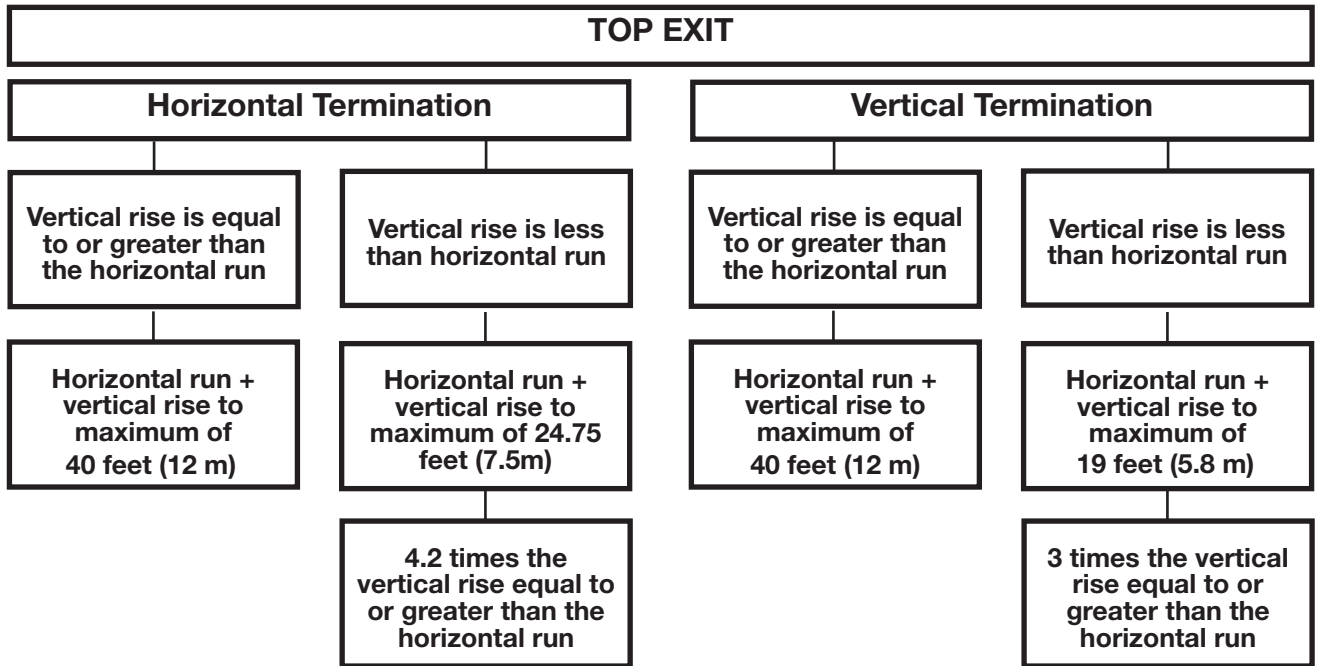 TOP EXIT
Horizontal Termination
Vertical Termination
Vertical rise is equal
to or greater than
the horizontal run
Vertical rise is less
than horizontal run
Vertical rise is equal
to or greater than
the horizontal run
Vertical rise is less
than horizontal run
Horizontal run +
vertical rise to
maximum of
40 feet (12 m)
Horizontal run +
vertical rise to
maximum of 24.75
feet (7.5m)
Horizontal run +
vertical rise to
maximum of
40 feet (12 m)
Horizontal run +
vertical rise to
maximum of
19 feet (5.8 m)
4.2 times the
vertical rise equal to
or greater than the
horizontal run
3 times the vertical
rise equal to or
greater than the
horizontal run